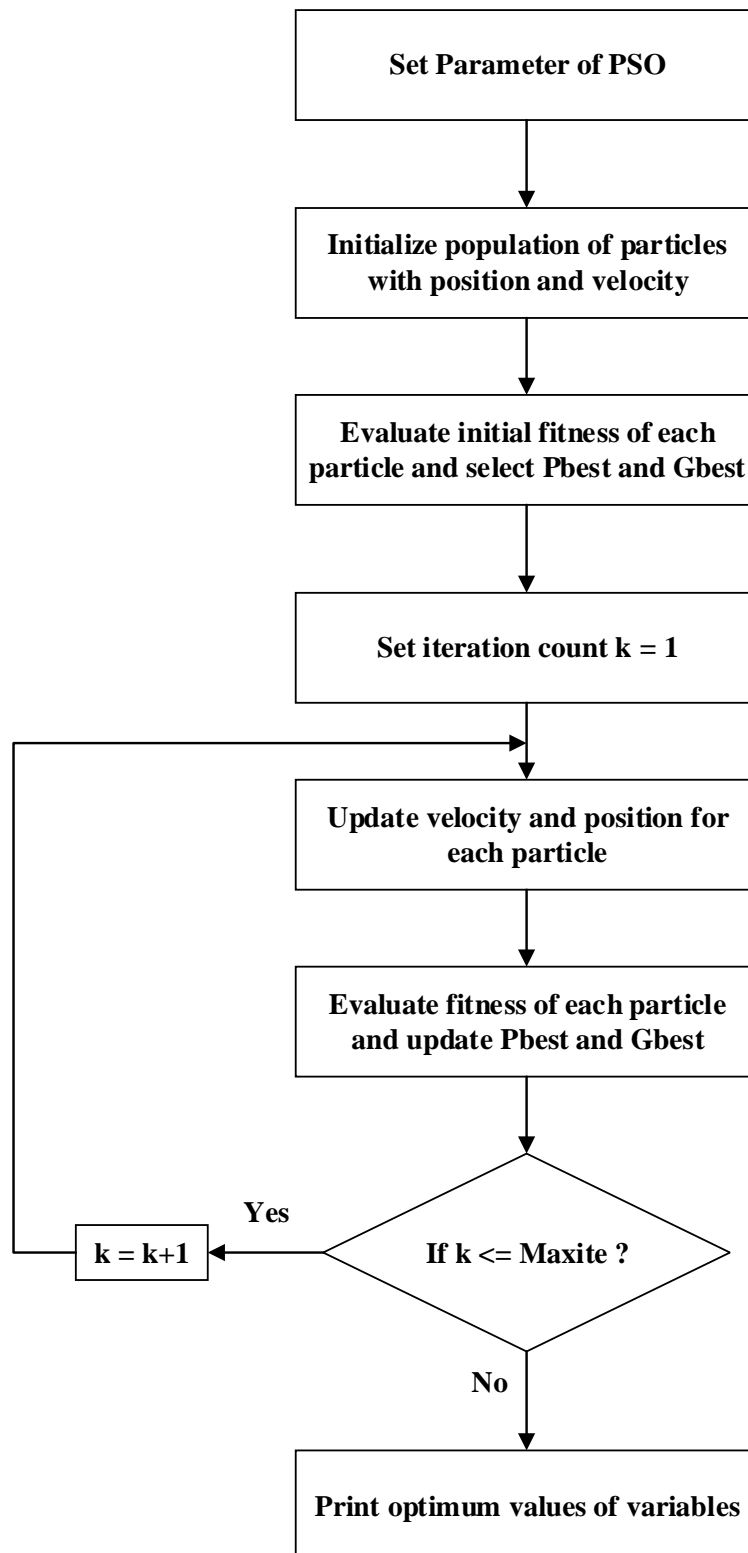 Set Parameter of PSO
Initialize population of particles
with position and velocity
Evaluate initial fitness of each
particle and select Pbest and Gbest
Set iteration count k = 1
Update velocity and position for
each particle
Evaluate fitness of each particle
and update Pbest and Gbest
Yes
k = k+1
If k <= Maxite ?
No
Print optimum values of variables